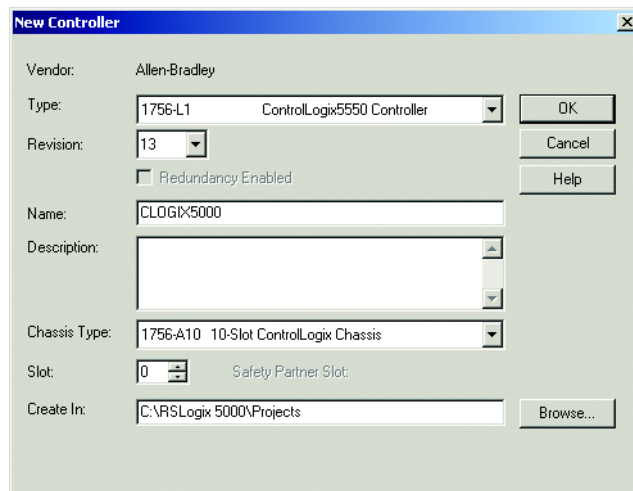 New Controller
Vendor: Allen-Bradley
Type: 1756-L1 ControlLogix5550 Controller OK
Revision: 13 Cancel
Redundancy Enabled Help
Name: CLOGIX5000
Description:
Chassis Type: 1756-A10 10-Slot ControlLogix Chassis
Slot: 0 Safety Partner Slot:
Create In: C:\RSLogix 5000\Projects Browse...